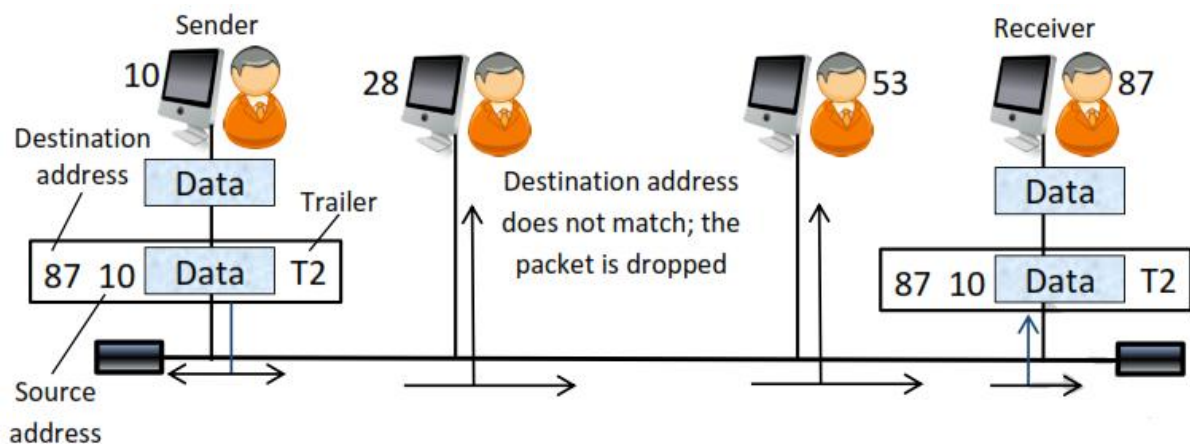 Sender
Receiver
10
28
53
87
Destination
address
Data
Trailer
Destination address
does not match; the
packet is dropped
Data
87 10 Data T2
87 10 Data T2
Source
address